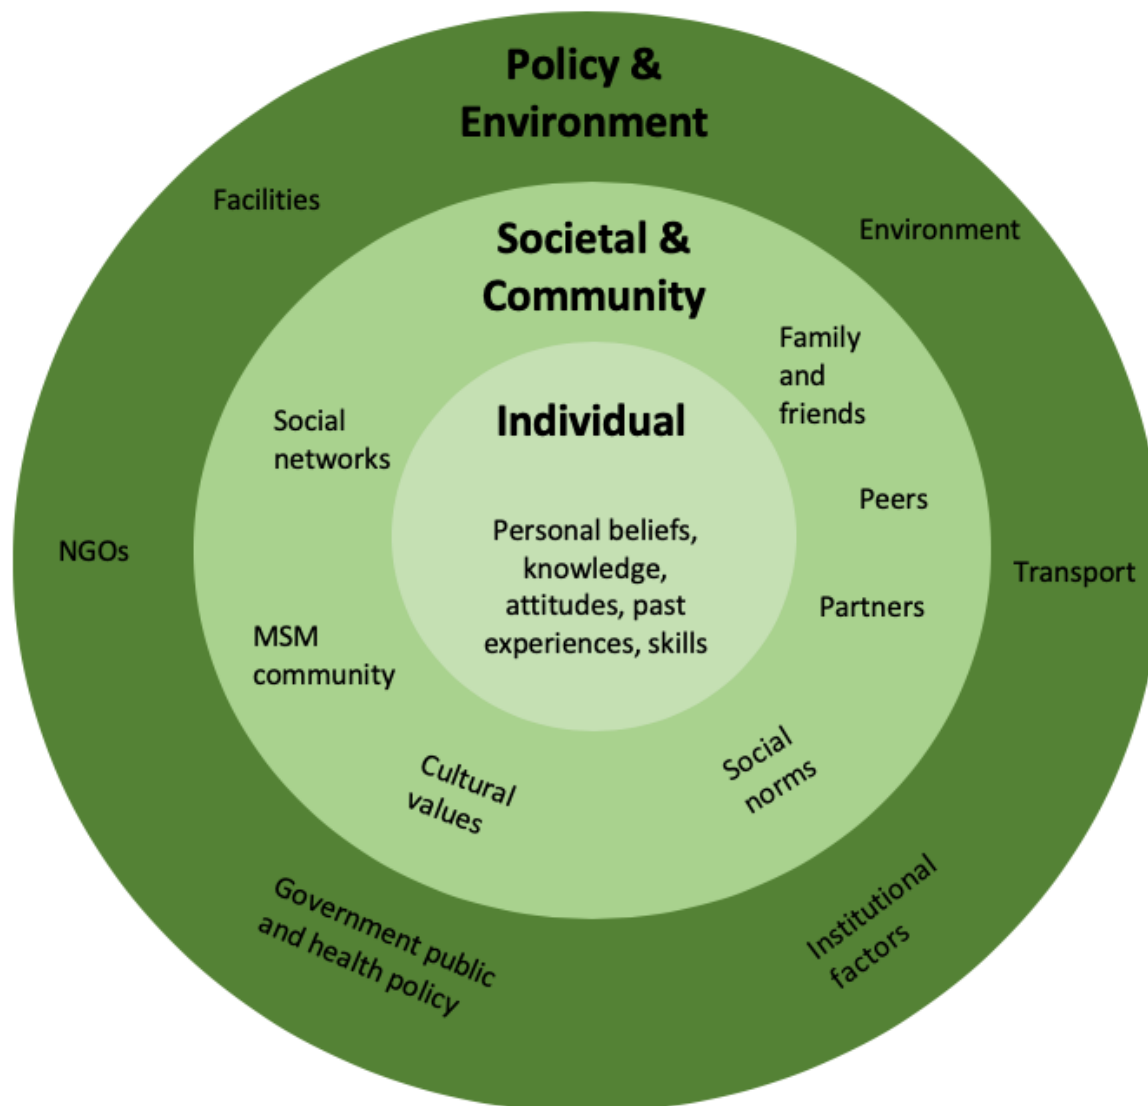 Policy &
Environment
Facilities
Environment
Societal &
Community
Family
and
friends
Social
networks
Individual
Peers
Personal beliefs,
knowledge,
attitudes, past
experiences, skills
NGOs
Transport
Partners
MSM
community
Cultural
values
Social
norms
Government public
and health policy
Institutional
factors